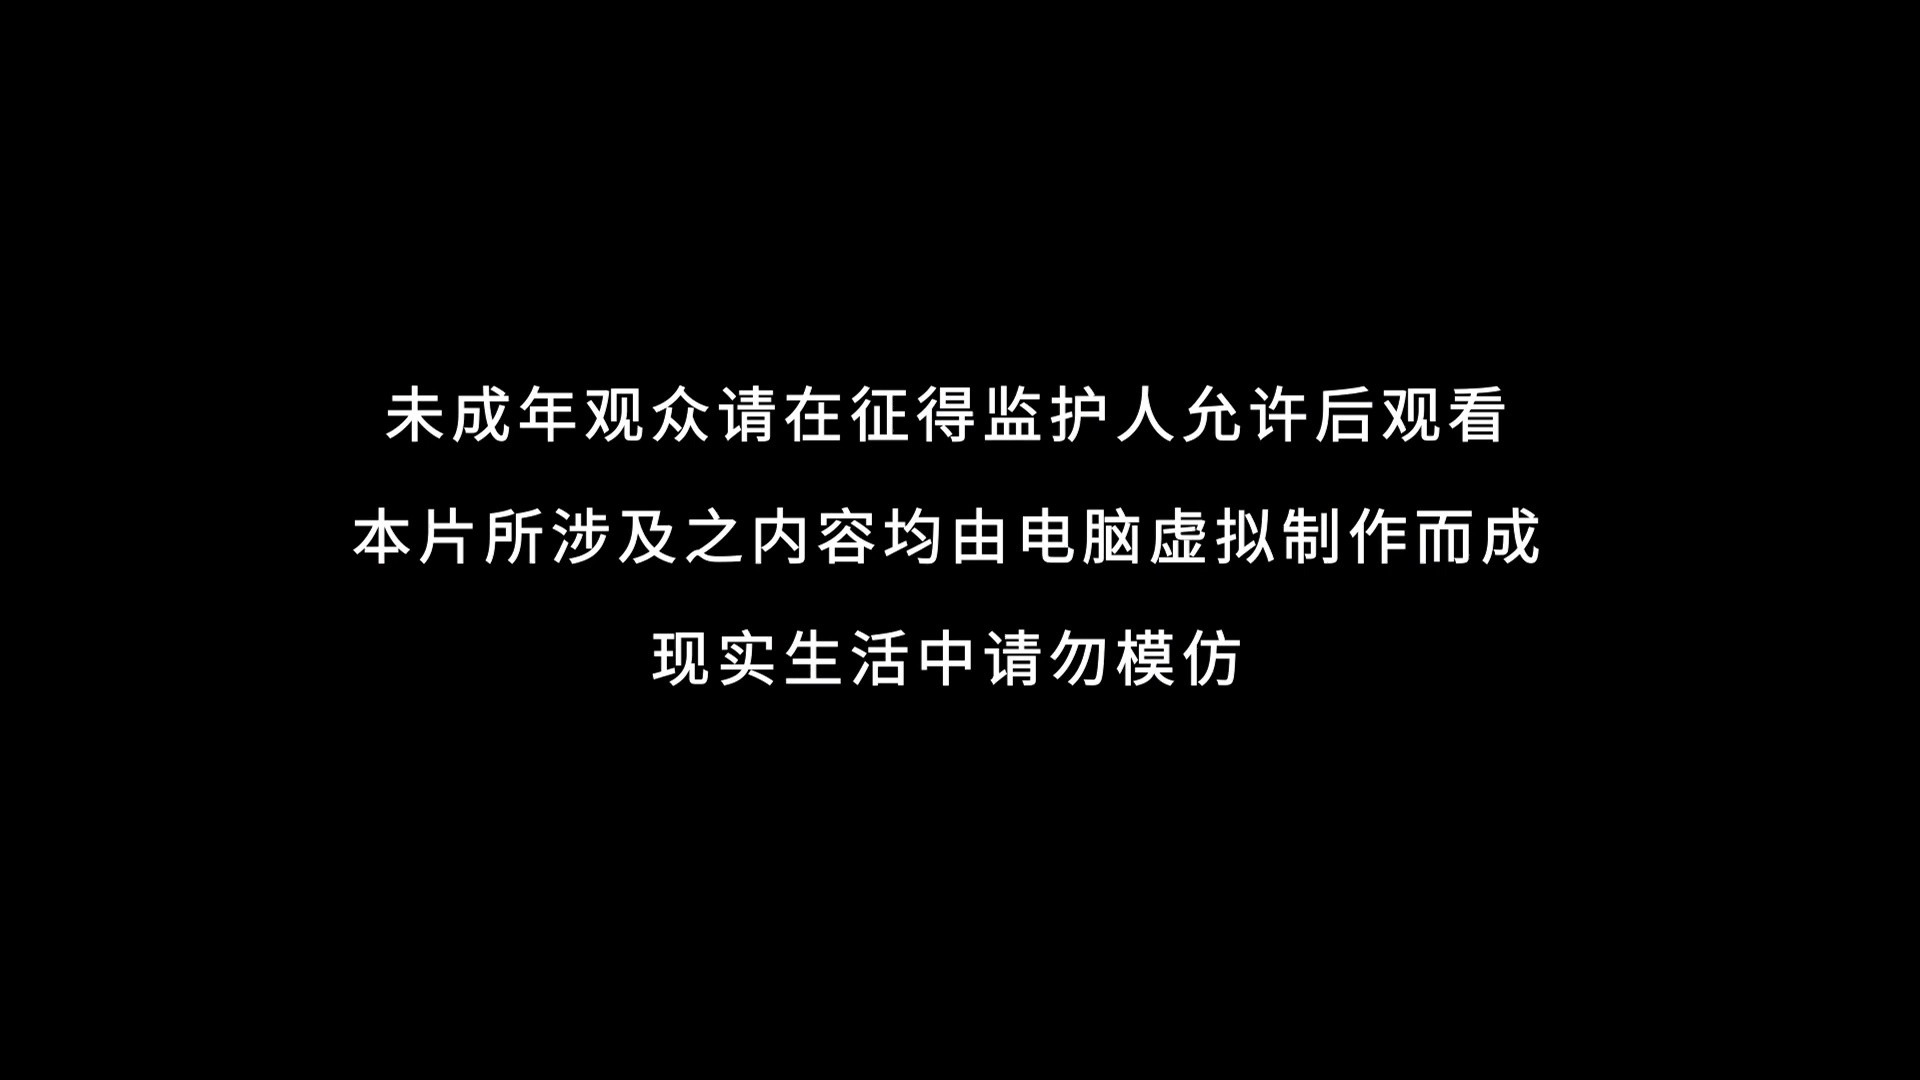 未成年观众请在征得监护人允许后观看
本片所涉及之内容均由电脑虚拟制作而成
现实生活中请勿模仿